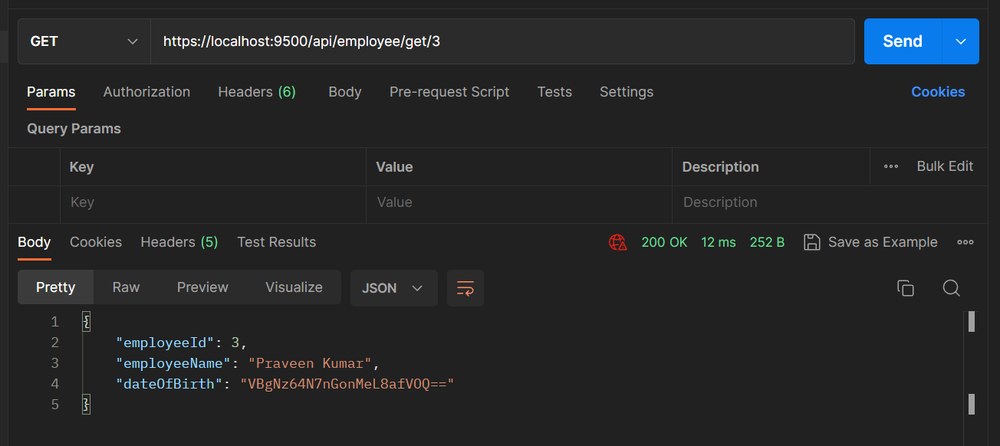 GET https://localhost:9500/api/employee/get/3 Send
Params Authorization Headers (6) Body Pre-request Script Tests Settings Cookies
Query Params
Key Value Description Bulk Edit
Key Value Description
Body Cookies Headers (5) Test Results 200 OK 12 ms 252 B Save as Example
Pretty Raw Preview Visualize JSON
1 {
2 "employeeId": 3,
3 "employeeName": "Praveen Kumar",
4 "dateOfBirth": "VBgNz64N7nGonMeL8afVOQ=="
5 }